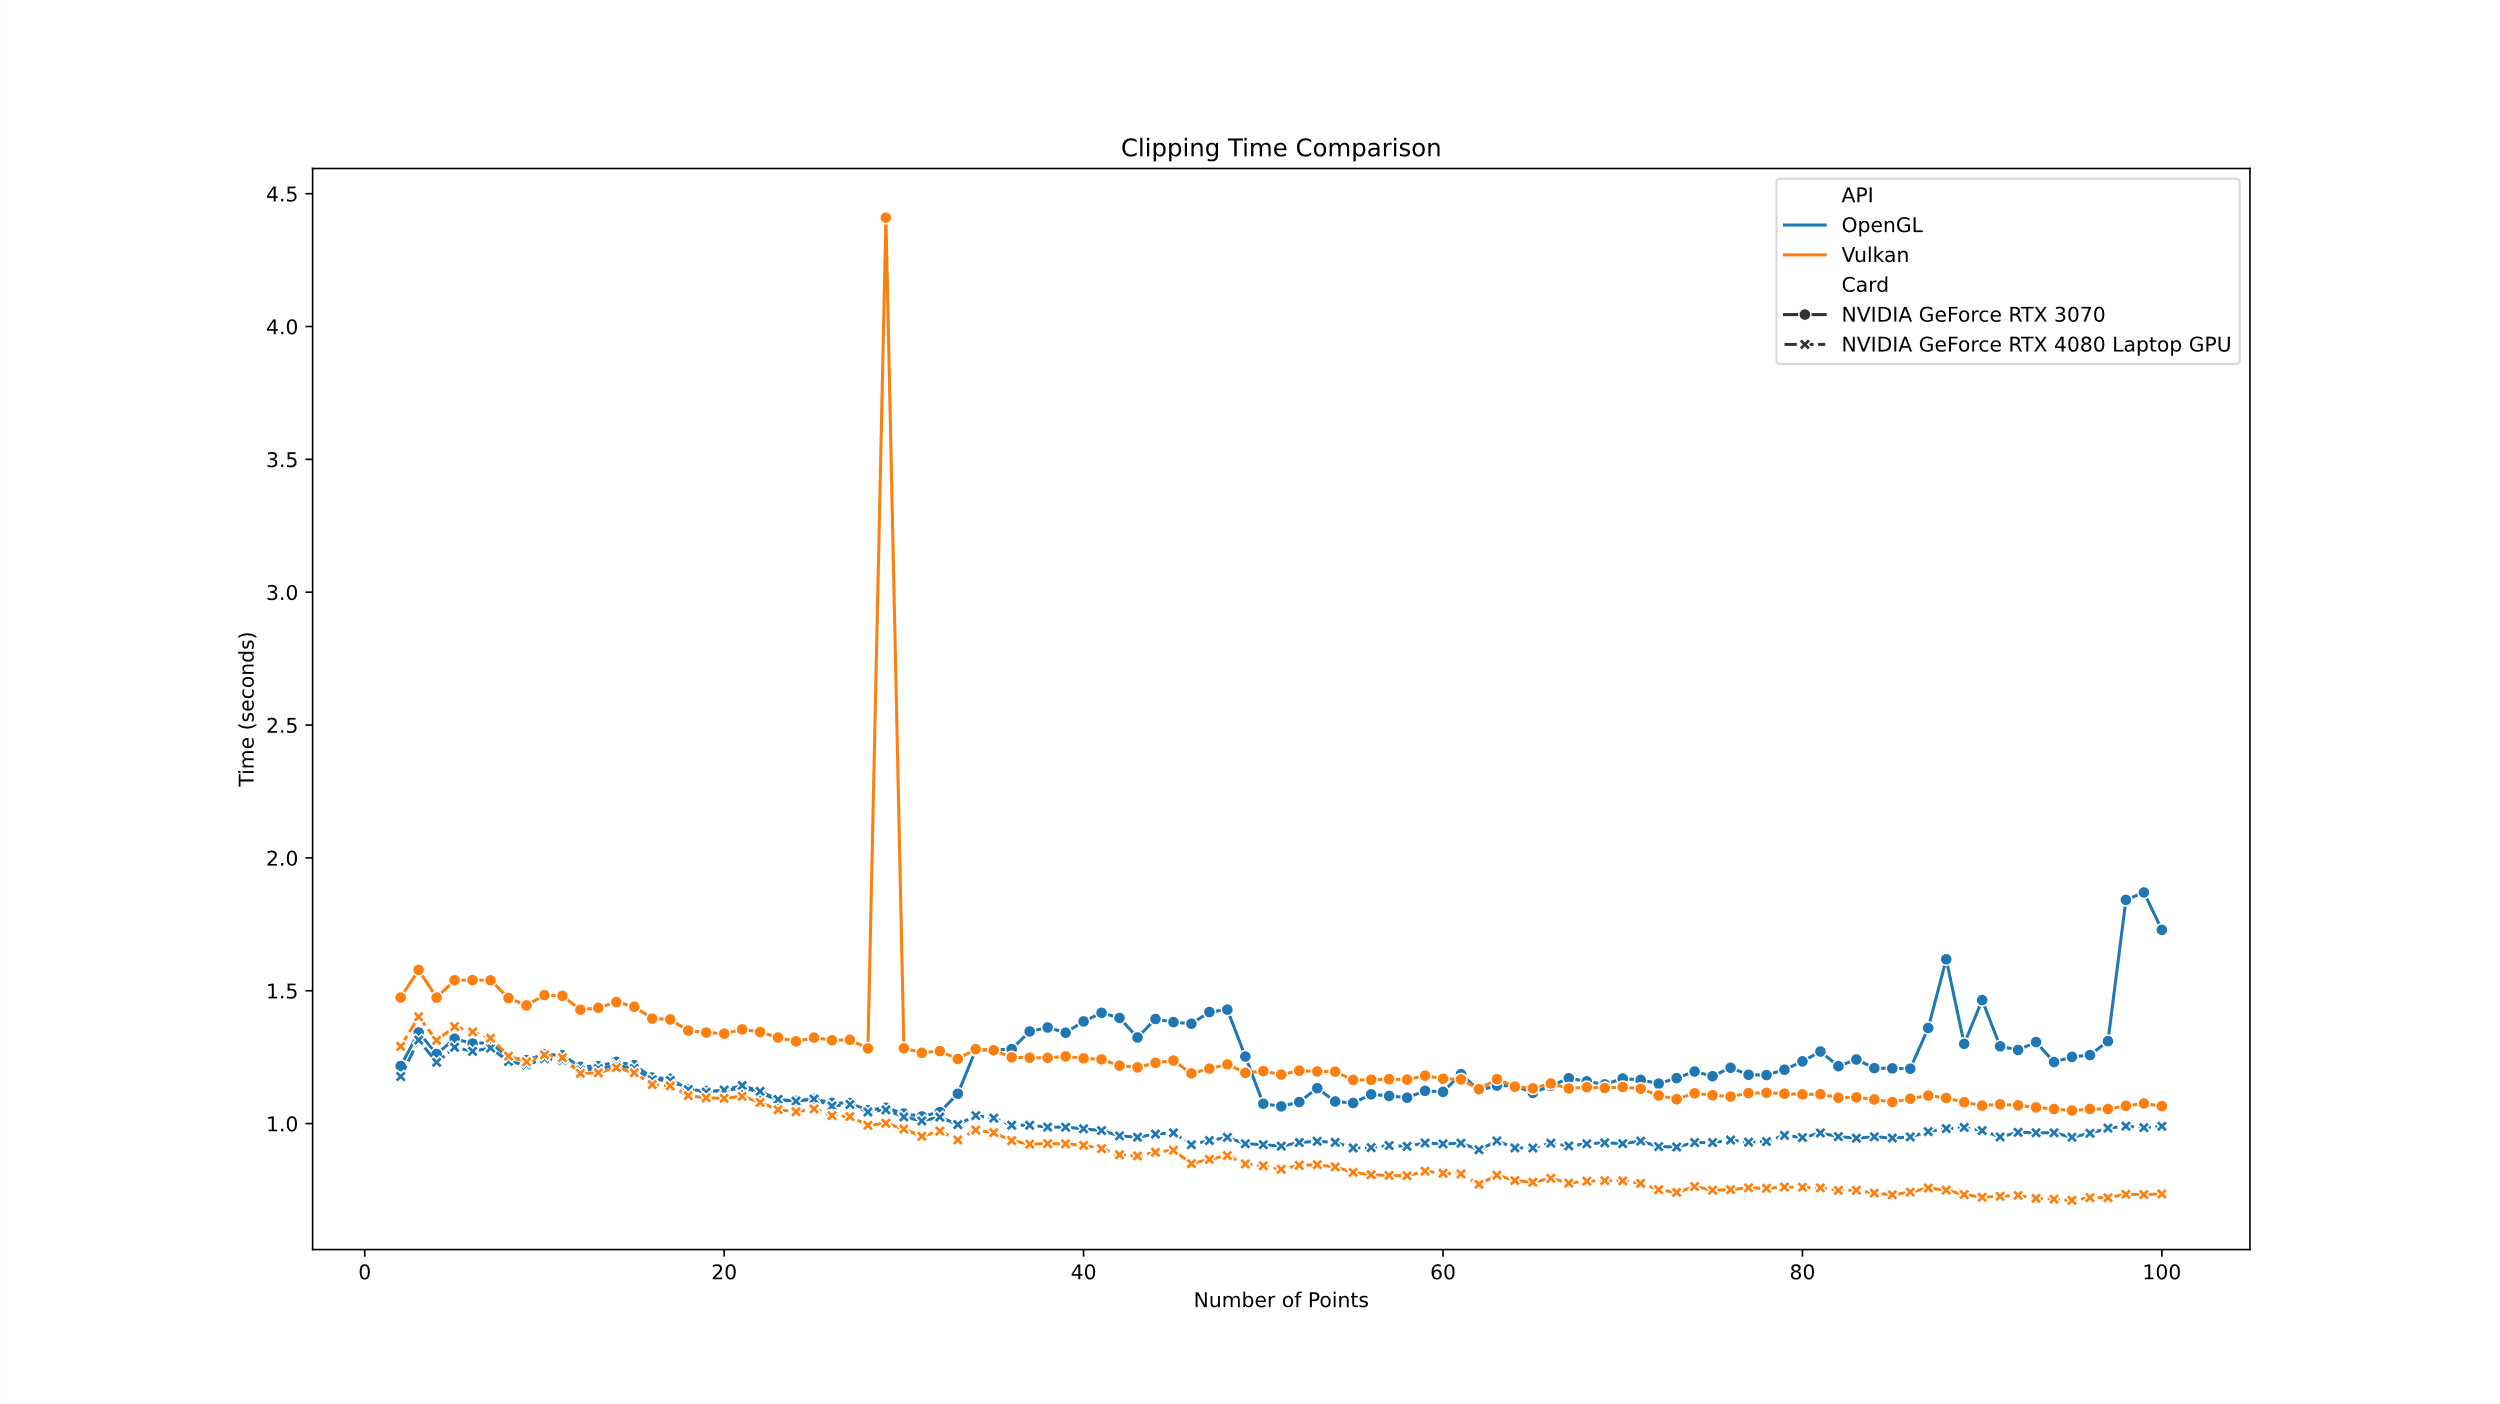 Clipping Time Comparison
API
OpenGL
Vulkan
Card
NVIDIA GeForce RTX 3070
NVIDIA GeForce RTX 4080 Laptop GPU
Time (seconds)
4.5
4.0
3.5
3.0
2.5
2.0
1.5
1.0
0 20 40 60 80 100
Number of Points